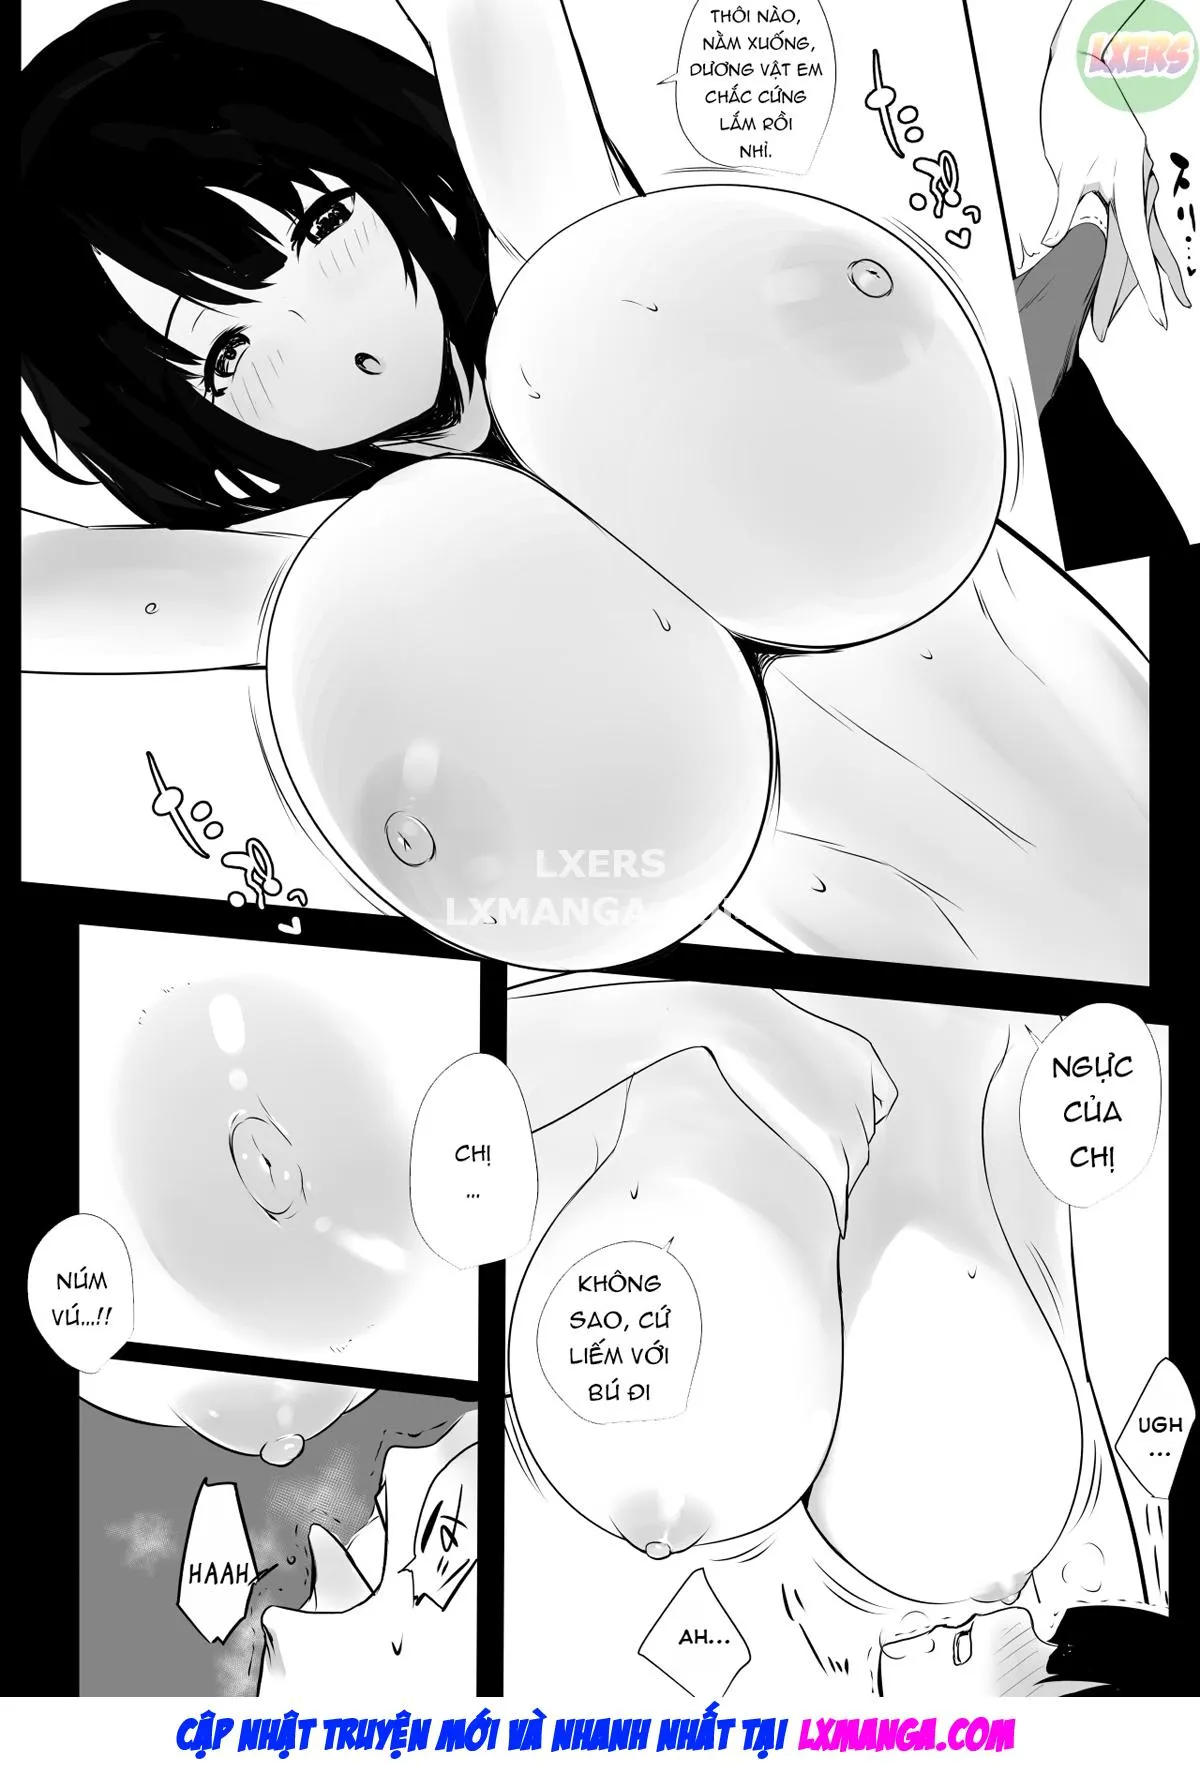 THÔI NÀO,
NẰM XUỐNG,
DƯƠNG VẬT EM
CHẮC CỨNG
LẮM RỒI
NHỈ.
LXERS
LXERS
LXMANGA
NGỰC
CỦA
CHỊ
CHỊ
...
NÚM
VÚ...!!
KHÔNG
SAO, CỨ
LIẾM VỚI
BÚ ĐI
UGH
...
HAAH
AH...
CẬP NHẬT TRUYỆN MỚI VÀ NHANH NHẤT TẠI LXMANGA.COM